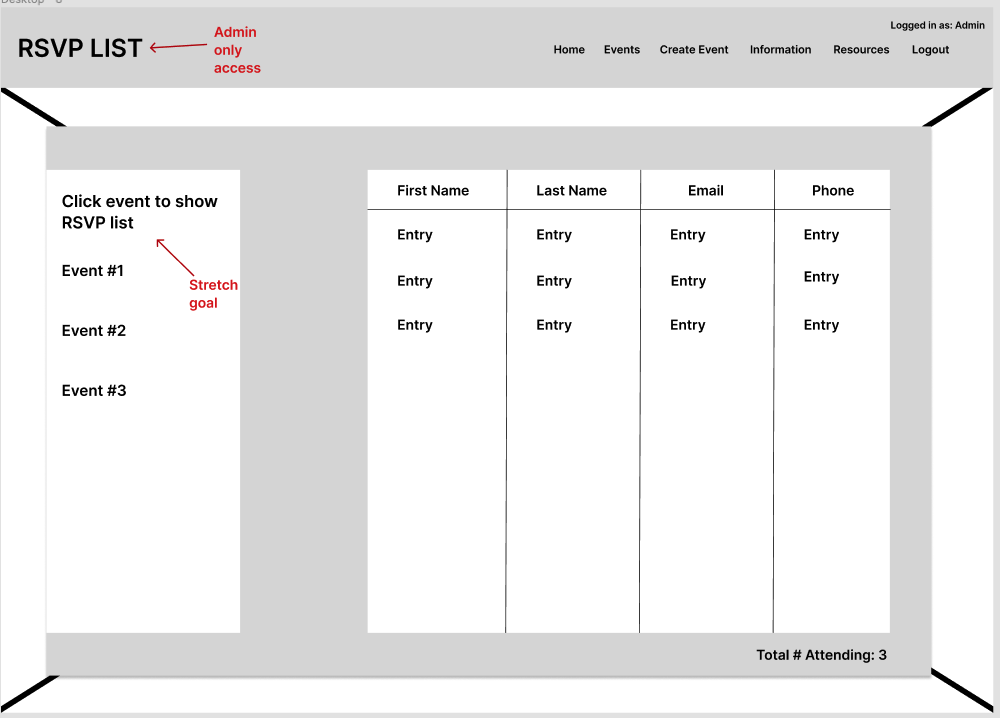 Desktop - 8
Logged in as: Admin
RSVP LIST
Admin
only
access
Home Events Create Event Information Resources Logout
Click event to show
RSVP list
Event #1
Stretch
goal
Event #2
Event #3
First Name Last Name Email Phone
Entry Entry Entry Entry
Entry Entry Entry Entry
Entry Entry Entry Entry
Total # Attending: 3